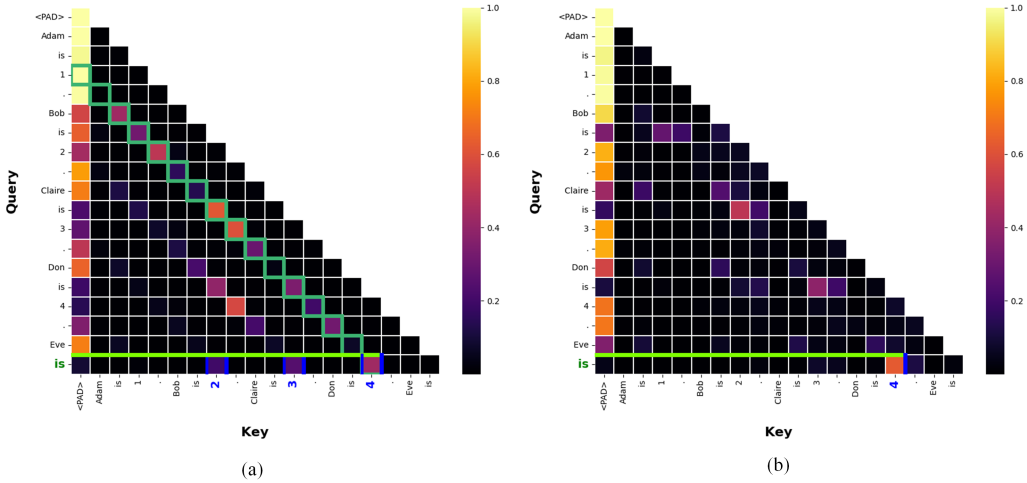 <PAD>
Adam
is
1
.
Bob
is
2
.
Claire
is
3
.
Don
is
4
.
Eve
is
Query
<PAD> Adam is 1 . Bob is 2 . Claire is 3 . Don is 4 . Eve is
Key
1.0
0.8
0.6
0.4
0.2
(a)
<PAD>
Adam
is
1
.
Bob
is
2
.
Claire
is
3
.
Don
is
4
.
Eve
is
Query
<PAD> Adam is 1 . Bob is 2 . Claire is 3 . Don is 4 . Eve is
Key
1.0
0.8
0.6
0.4
0.2
(b)